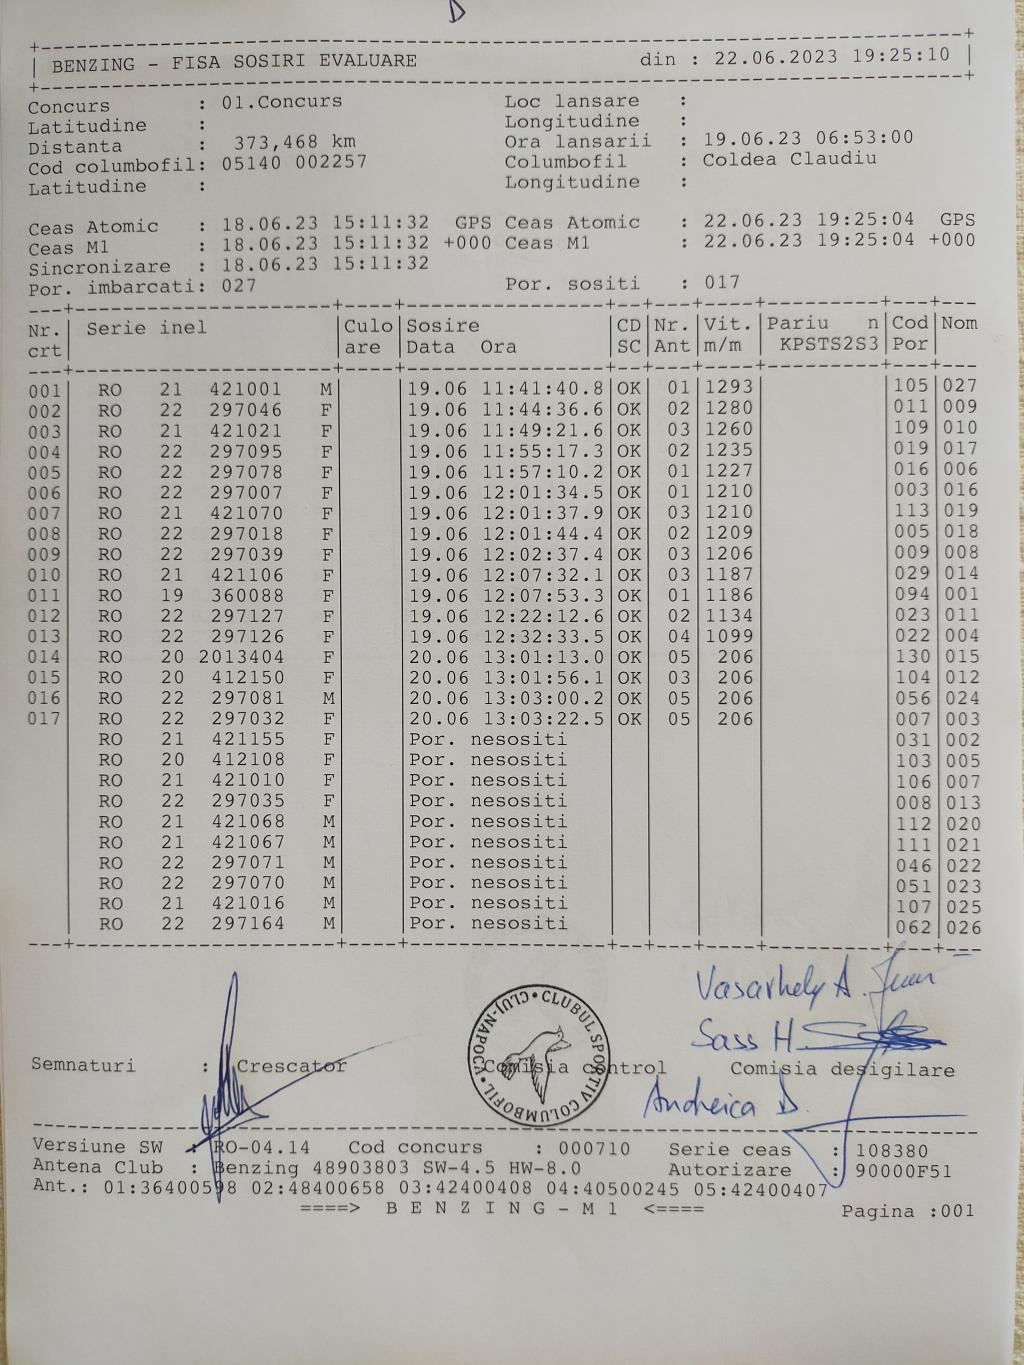 D
BENZING - FISA SOSIRI EVALUARE din : 22.06.2023 19:25:10
Concurs : 01.Concurs Loc lansare :
Latitudine : Longitudine :
Distanta : 373,468 km Ora lansarii : 19.06.23 06:53:00
Cod columbofil: 05140 002257 Columbofil : Coldea Claudiu
Latitudine : Longitudine :
Ceas Atomic : 18.06.23 15:11:32 GPS Ceas Atomic : 22.06.23 19:25:04 GPS
Ceas M1 : 18.06.23 15:11:32 +000 Ceas M1 : 22.06.23 19:25:04 +000
Sincronizare : 18.06.23 15:11:32
Por. imbarcati: 027 Por. sositi : 017
Nr. Serie inel Culo Sosire CD Nr. Vit. Pariu n Cod Nom
crt are Data Ora SC Ant m/m KPSTS2S3 Por
001 RO 21 421001 M 19.06 11:41:40.8 OK 01 1293 105 027
002 RO 22 297046 F 19.06 11:44:36.6 OK 02 1280 011 009
003 RO 21 421021 F 19.06 11:49:21.6 OK 03 1260 109 010
004 RO 22 297095 F 19.06 11:55:17.3 OK 02 1235 019 017
005 RO 22 297078 F 19.06 11:57:10.2 OK 01 1227 016 006
006 RO 22 297007 F 19.06 12:01:34.5 OK 01 1210 003 016
007 RO 21 421070 F 19.06 12:01:37.9 OK 03 1210 113 019
008 RO 22 297018 F 19.06 12:01:44.4 OK 02 1209 005 018
009 RO 22 297039 F 19.06 12:02:37.4 OK 03 1206 009 008
010 RO 21 421106 F 19.06 12:07:32.1 OK 03 1187 029 014
011 RO 19 360088 F 19.06 12:07:53.3 OK 01 1186 094 001
012 RO 22 297127 F 19.06 12:22:12.6 OK 02 1134 023 011
013 RO 22 297126 F 19.06 12:32:33.5 OK 04 1099 022 004
014 RO 20 2013404 F 20.06 13:01:13.0 OK 05 206 130 015
015 RO 20 412150 F 20.06 13:01:56.1 OK 03 206 104 012
016 RO 22 297081 M 20.06 13:03:00.2 OK 05 206 056 024
017 RO 22 297032 F 20.06 13:03:22.5 OK 05 206 007 003
RO 21 421155 F Por. nesositi 031 002
RO 20 412108 F Por. nesositi 103 005
RO 21 421010 F Por. nesositi 106 007
RO 22 297035 F Por. nesositi 008 013
RO 21 421068 M Por. nesositi 112 020
RO 21 421067 M Por. nesositi 111 021
RO 22 297071 M Por. nesositi 046 022
RO 22 297070 M Por. nesositi 051 023
RO 21 421016 M Por. nesositi 107 025
RO 22 297164 M Por. nesositi 062 026
Vasarhely A.
Sass H
CLUBUL SPORTIV COLUMBOFIL • CLUJ-NAPOCA •
Semnaturi : Crescator Comisia control Comisia desigilare
Andreica D.
Versiune SW : RO-04.14 Cod concurs : 000710 Serie ceas : 108380
Antena Club : Benzing 48903803 SW-4.5 HW-8.0 Autorizare : 90000F51
Ant.: 01:36400598 02:48400658 03:42400408 04:40500245 05:42400407
====> B E N Z I N G - M 1 <==== Pagina :001